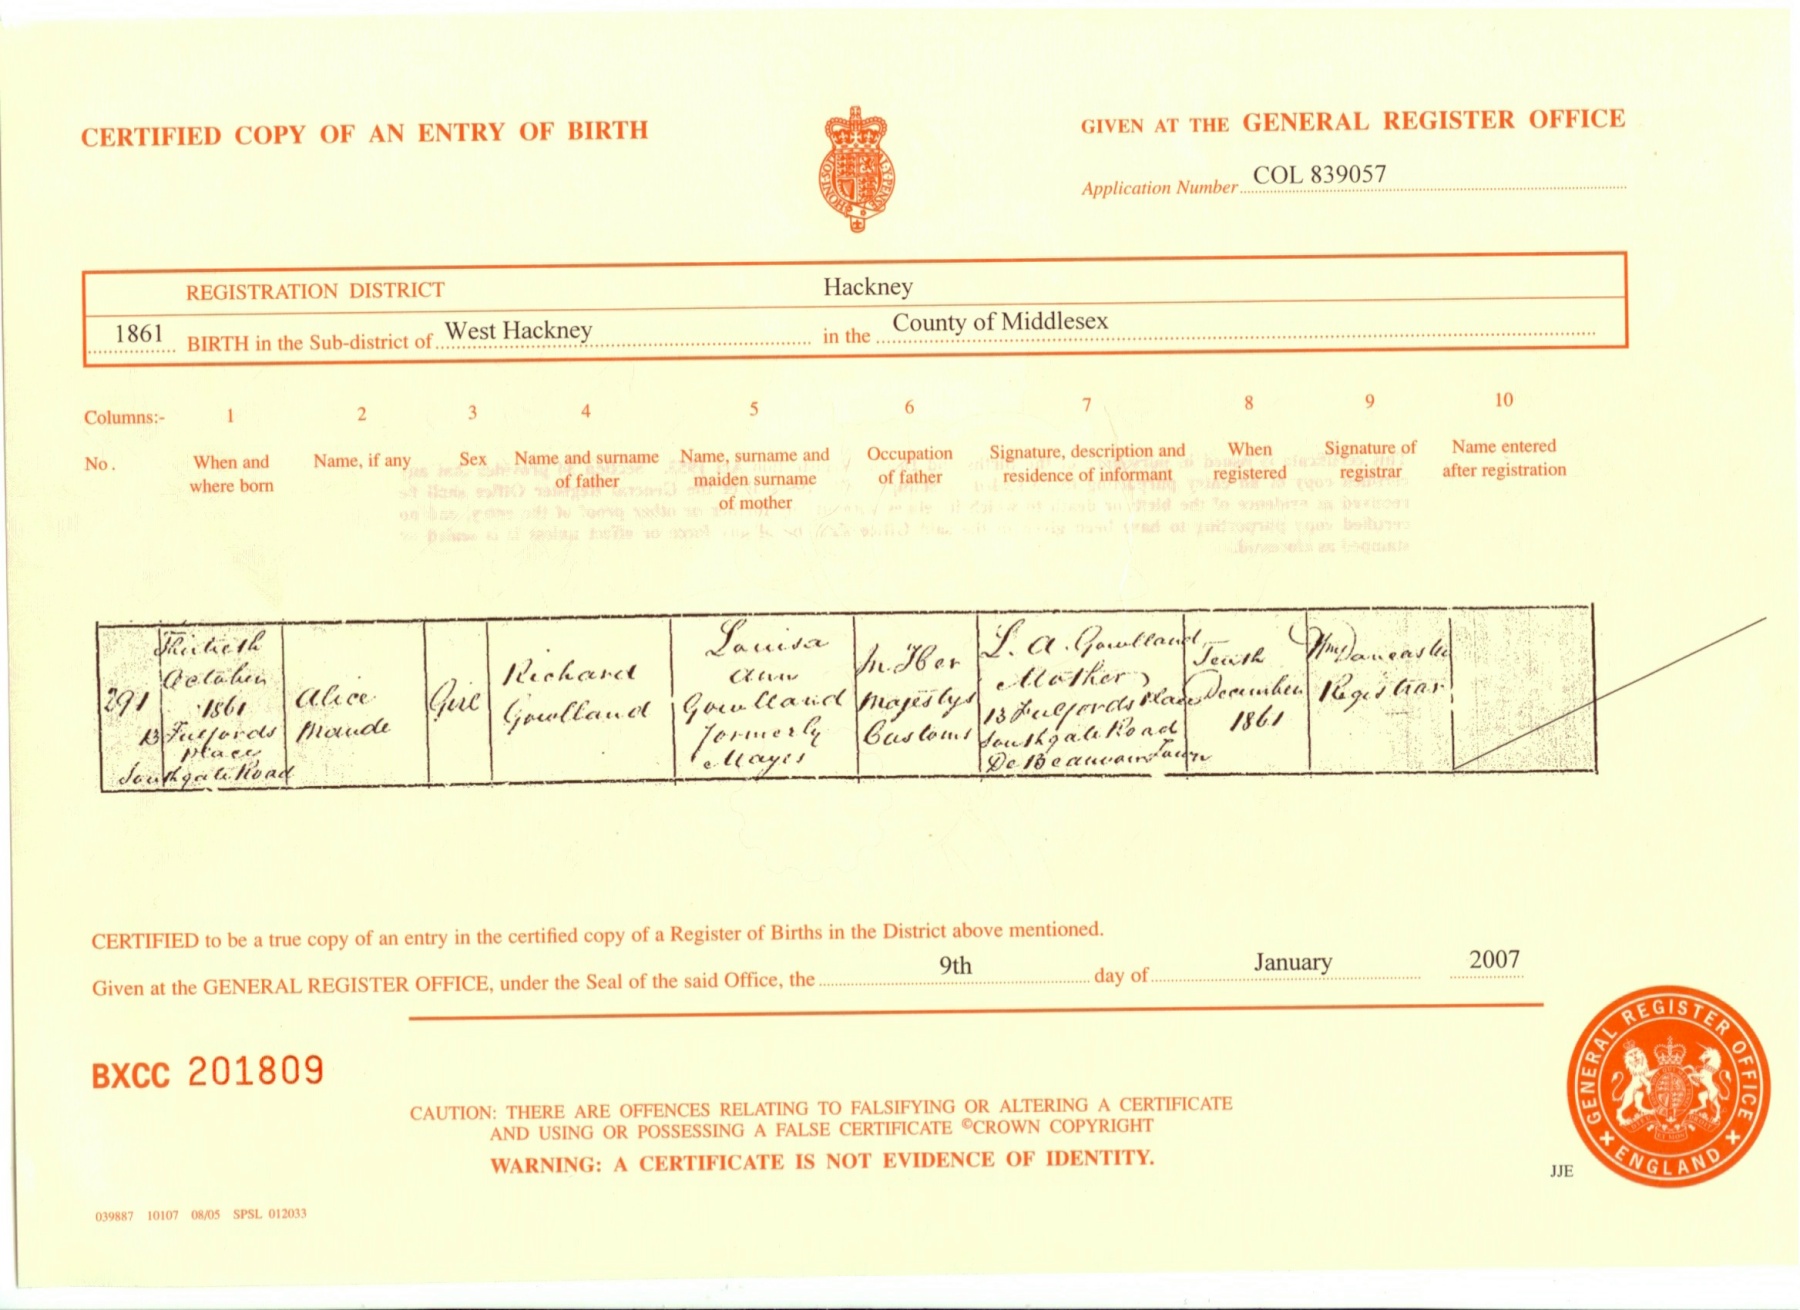 CERTIFIED COPY OF AN ENTRY OF BIRTH
GIVEN AT THE GENERAL REGISTER OFFICE
Application Number COL 839057
REGISTRATION DISTRICT Hackney
1861 BIRTH in the Sub-district of West Hackney in the County of Middlesex
Columns:- 1 2 3 4 5 6 7 8 9 10
No. When and where born
Name, if any
Sex
Name and surname of father
Name, surname and maiden surname of mother
Occupation of father
Signature, description and residence of informant
When registered
Signature of registrar
Name entered after registration
291
Thirtieth
October
1861
13 Fulfords
Place
Southgate Road
Alice
Maude
Girl
Richard
Gowlland
Louisa
Ann
Gowlland
formerly
Mayes
In Her
Majestys
Customs
L. A. Gowlland
Mother
13 Fulfords Place
Southgate Road
De Beauvoir Town
Tenth
December
1861
Wm Dancaster
Registrar
CERTIFIED to be a true copy of an entry in the certified copy of a Register of Births in the District above mentioned.
Given at the GENERAL REGISTER OFFICE, under the Seal of the said Office, the 9th day of January 2007
BXCC 201809
CAUTION: THERE ARE OFFENCES RELATING TO FALSIFYING OR ALTERING A CERTIFICATE
AND USING OR POSSESSING A FALSE CERTIFICATE ©CROWN COPYRIGHT
WARNING: A CERTIFICATE IS NOT EVIDENCE OF IDENTITY.
GENERAL REGISTER OFFICE
ENGLAND
JJE
039887 10107 08/05 SPSL 012033